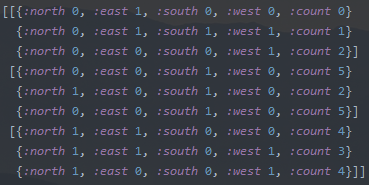 [[{:north 0, :east 1, :south 0, :west 0, :count 0}
{:north 0, :east 1, :south 1, :west 1, :count 1}
{:north 0, :east 0, :south 0, :west 1, :count 2}]
[{:north 0, :east 0, :south 1, :west 0, :count 5}
{:north 1, :east 0, :south 1, :west 0, :count 2}
{:north 0, :east 0, :south 1, :west 0, :count 5}]
[{:north 1, :east 1, :south 0, :west 0, :count 4}
{:north 1, :east 1, :south 0, :west 1, :count 3}
{:north 1, :east 0, :south 0, :west 1, :count 4}]]